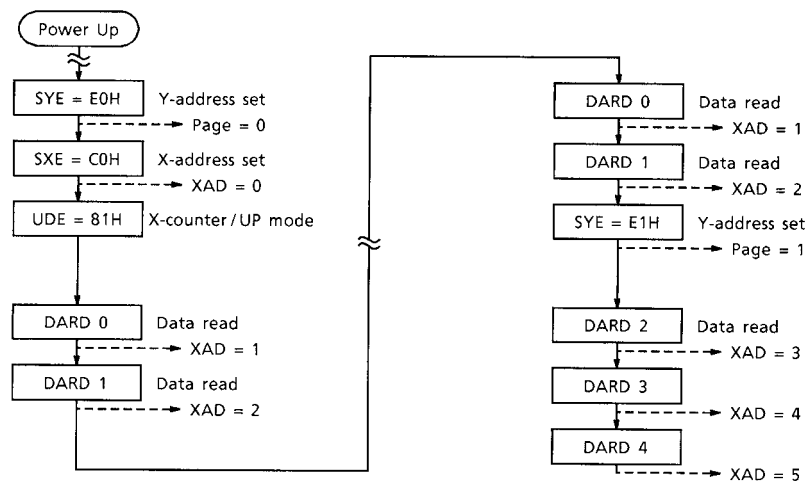 Power Up
SYE = E0H
Y-address set
Page = 0
SXE = C0H
X-address set
XAD = 0
UDE = 81H
X-counter/UP mode
DARD 0
Data read
XAD = 1
DARD 1
Data read
XAD = 2
DARD 0
Data read
XAD = 1
DARD 1
Data read
XAD = 2
SYE = E1H
Y-address set
Page = 1
DARD 2
Data read
XAD = 3
DARD 3
XAD = 4
DARD 4
XAD = 5